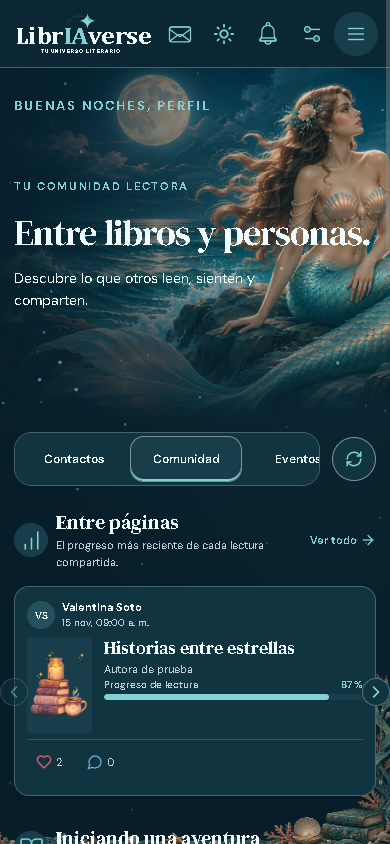 LibrIAverse
TU UNIVERSO LITERARIO
BUENAS NOCHES, PERFIL
TU COMUNIDAD LECTORA
Entre libros y personas.
Descubre lo que otros leen, sienten y
comparten.
Contactos
Comunidad
Eventos
Entre páginas
El progreso más reciente de cada lectura
compartida.
Ver todo
VS
Valentina Soto
15 nov, 09:00 a. m.
Historias entre estrellas
Autora de prueba
Progreso de lectura
87%
2
0
Iniciando una aventura